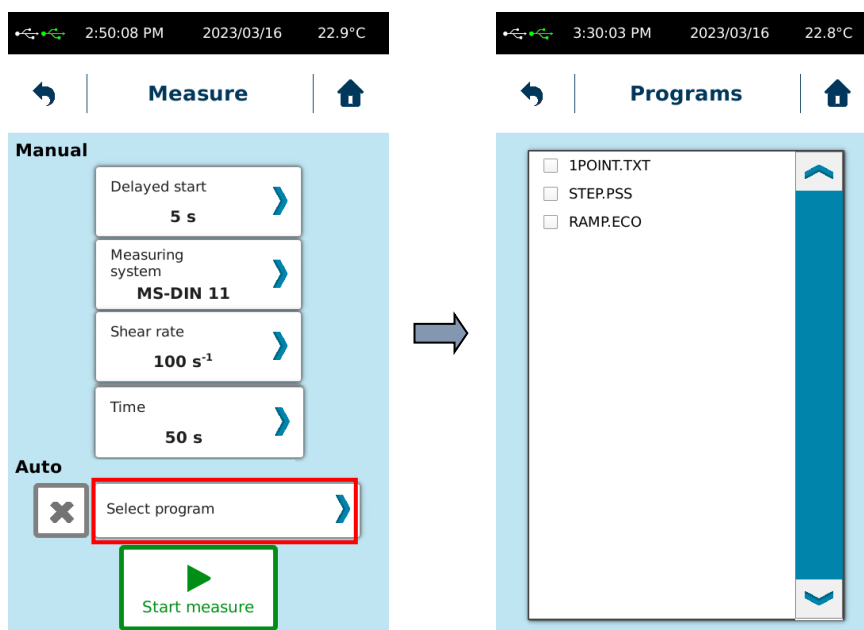 2:50:08 PM 2023/03/16 22.9°C
Measure
Manual
Delayed start
5 s
Measuring
system
MS-DIN 11
Shear rate
100 s⁻¹
Time
50 s
Auto
Select program
Start measure
3:30:03 PM 2023/03/16 22.8°C
Programs
1POINT.TXT
STEP.PSS
RAMP.ECO